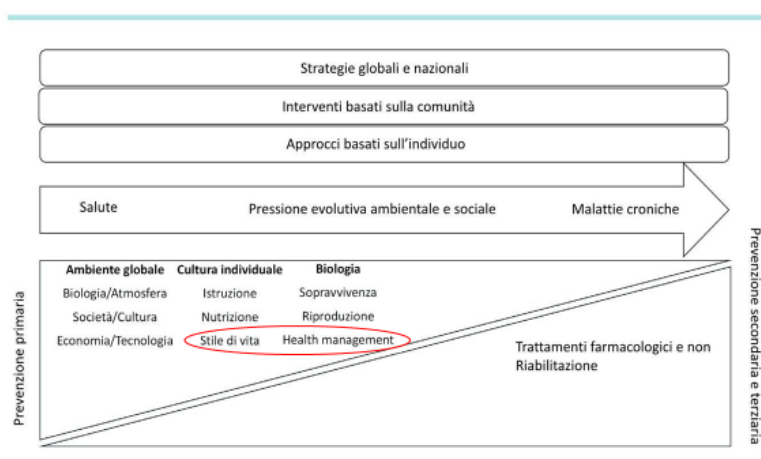 Strategie globali e nazionali
Interventi basati sulla comunità
Approcci basati sull'individuo
Salute
Pressione evolutiva ambientale e sociale
Malattie croniche
Prevenzione primaria
Ambiente globale Cultura individuale Biologia
Biologia/Atmosfera Istruzione Sopravvivenza
Società/Cultura Nutrizione Riproduzione
Economia/Tecnologia Stile di vita Health management
Trattamenti farmacologici e non
Riabilitazione
Prevenzione secondaria e terziaria